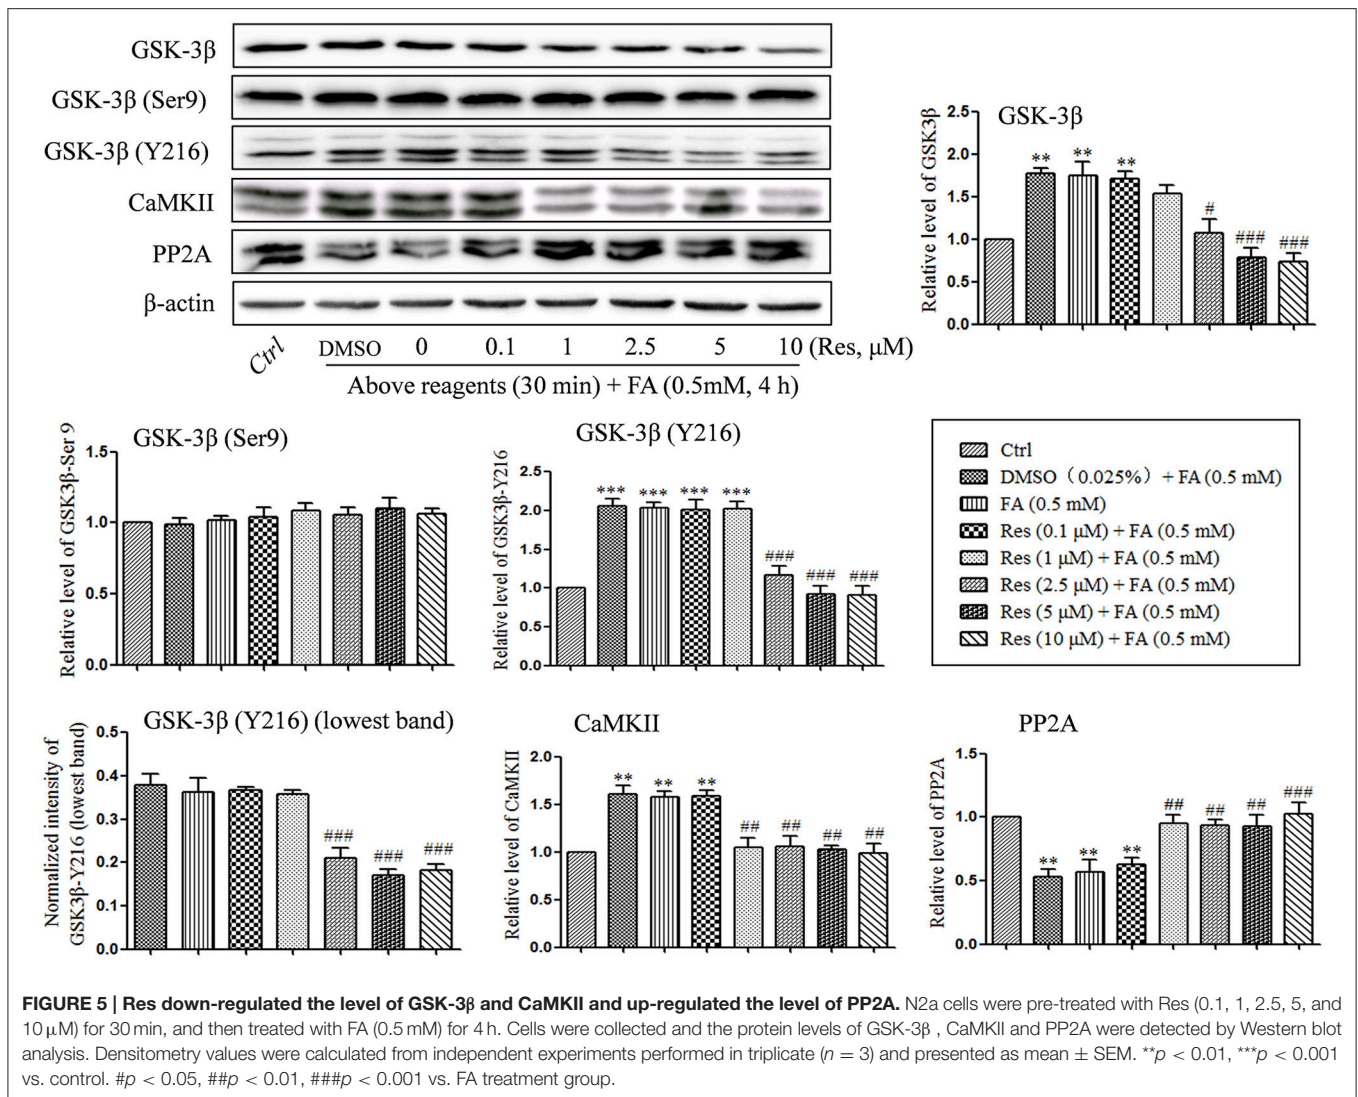 GSK-3β
GSK-3β (Ser9)
GSK-3β (Y216)
CaMKII
PP2A
β-actin
Ctrl DMSO 0 0.1 1 2.5 5 10 (Res, μM)
Above reagents (30 min) + FA (0.5mM, 4 h)
GSK-3β
Relative level of GSK3β
2.5
2.0
1.5
1.0
0.5
0.0
** ** ** # ### ###
GSK-3β (Ser9)
Relative level of GSK3β-Ser 9
1.5
1.0
0.5
0.0
GSK-3β (Y216)
Relative level of GSK3β-Y216
2.5
2.0
1.5
1.0
0.5
0.0
*** *** *** *** ### ### ###
Ctrl
DMSO（0.025%）+ FA (0.5 mM)
FA (0.5 mM)
Res (0.1 μM) + FA (0.5 mM)
Res (1 μM) + FA (0.5 mM)
Res (2.5 μM) + FA (0.5 mM)
Res (5 μM) + FA (0.5 mM)
Res (10 μM) + FA (0.5 mM)
GSK-3β (Y216) (lowest band)
Normalized intensity of
GSK3β-Y216 (lowest band)
0.5
0.4
0.3
0.2
0.1
0.0
### ### ###
CaMKII
Relative level of CaMKII
2.0
1.5
1.0
0.5
0.0
** ** ** ## ## ## ##
PP2A
Relative level of PP2A
1.5
1.0
0.5
0.0
** ** ** ## ## ## ###
FIGURE 5 | Res down-regulated the level of GSK-3β and CaMKII and up-regulated the level of PP2A. N2a cells were pre-treated with Res (0.1, 1, 2.5, 5, and
10 μM) for 30 min, and then treated with FA (0.5 mM) for 4 h. Cells were collected and the protein levels of GSK-3β , CaMKII and PP2A were detected by Western blot
analysis. Densitometry values were calculated from independent experiments performed in triplicate (n = 3) and presented as mean ± SEM. **p < 0.01, ***p < 0.001
vs. control. #p < 0.05, ##p < 0.01, ###p < 0.001 vs. FA treatment group.